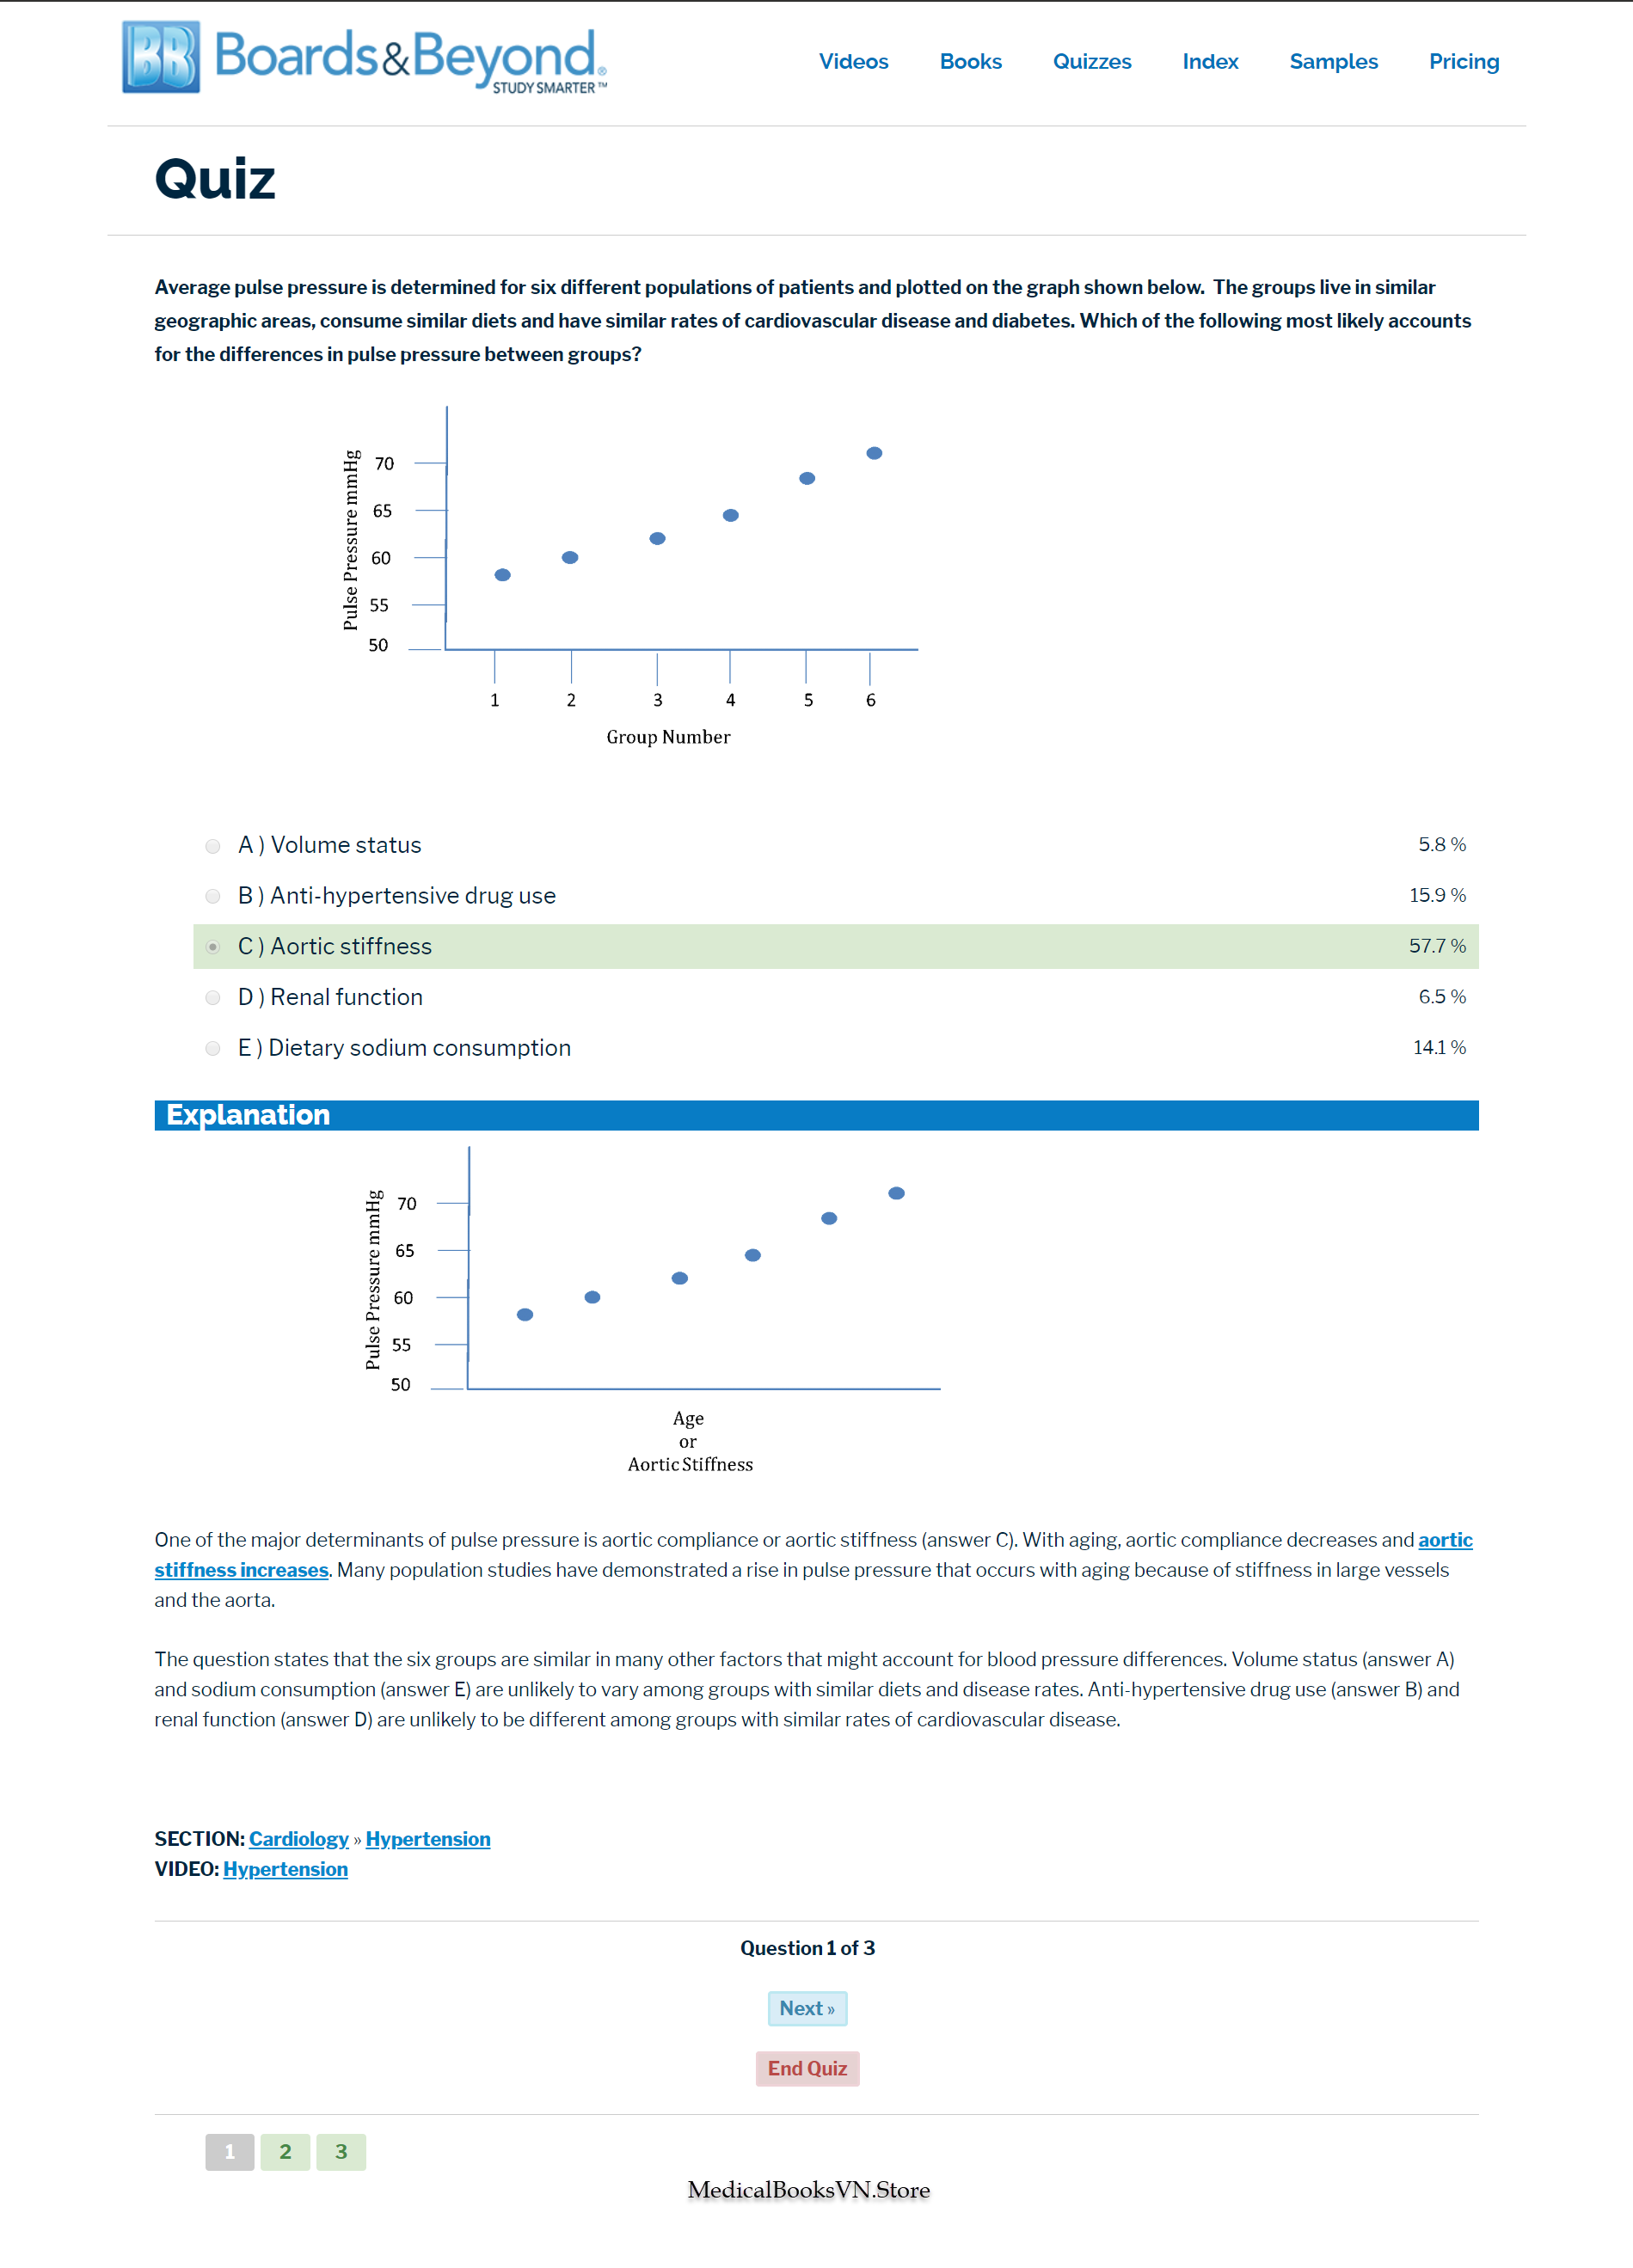 BB Boards&Beyond®
STUDY SMARTER™
Videos Books Quizzes Index Samples Pricing
Quiz
Average pulse pressure is determined for six different populations of patients and plotted on the graph shown below. The groups live in similar
geographic areas, consume similar diets and have similar rates of cardiovascular disease and diabetes. Which of the following most likely accounts
for the differences in pulse pressure between groups?
Pulse Pressure mmHg
70
65
60
55
50
1 2 3 4 5 6
Group Number
A ) Volume status 5.8 %
B ) Anti-hypertensive drug use 15.9 %
C ) Aortic stiffness 57.7 %
D ) Renal function 6.5 %
E ) Dietary sodium consumption 14.1 %
Explanation
Pulse Pressure mmHg
70
65
60
55
50
Age
or
Aortic Stiffness
One of the major determinants of pulse pressure is aortic compliance or aortic stiffness (answer C). With aging, aortic compliance decreases and aortic
stiffness increases. Many population studies have demonstrated a rise in pulse pressure that occurs with aging because of stiffness in large vessels
and the aorta.
The question states that the six groups are similar in many other factors that might account for blood pressure differences. Volume status (answer A)
and sodium consumption (answer E) are unlikely to vary among groups with similar diets and disease rates. Anti-hypertensive drug use (answer B) and
renal function (answer D) are unlikely to be different among groups with similar rates of cardiovascular disease.
SECTION: Cardiology » Hypertension
VIDEO: Hypertension
Question 1 of 3
Next »
End Quiz
1 2 3
MedicalBooksVN.Store